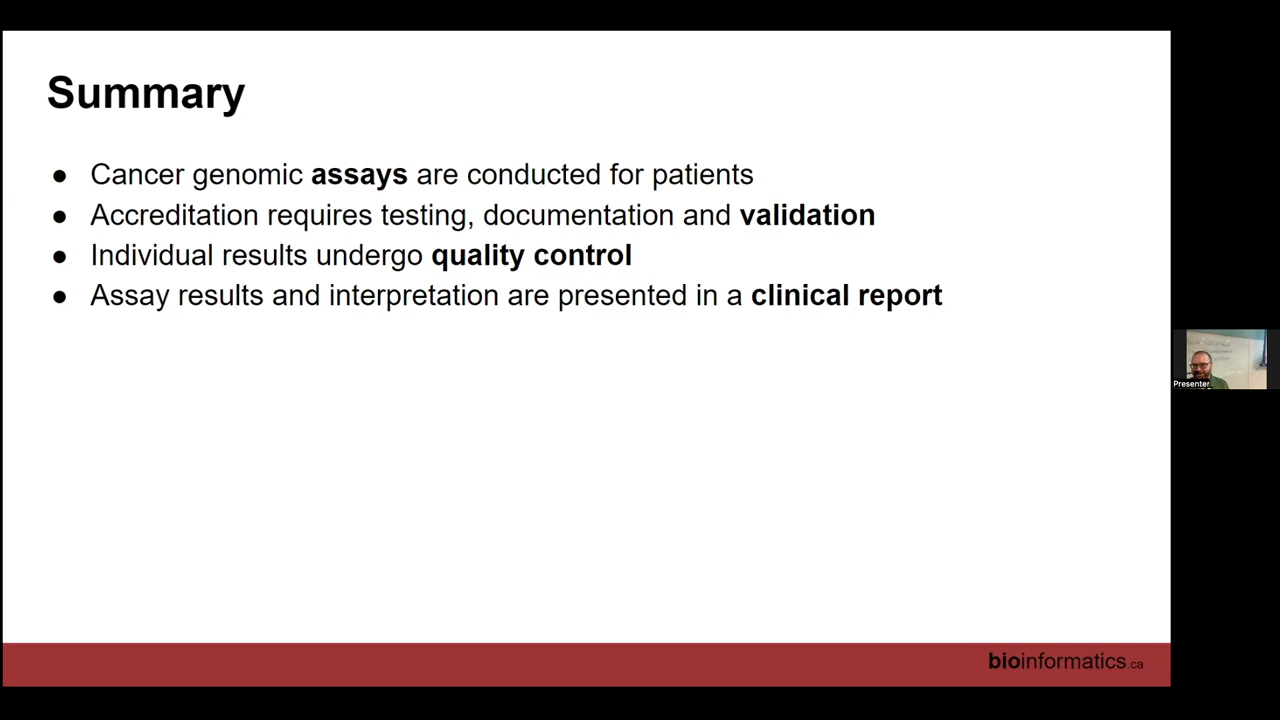 Summary
● Cancer genomic assays are conducted for patients
● Accreditation requires testing, documentation and validation
● Individual results undergo quality control
● Assay results and interpretation are presented in a clinical report
Presenter
bioinformatics.ca